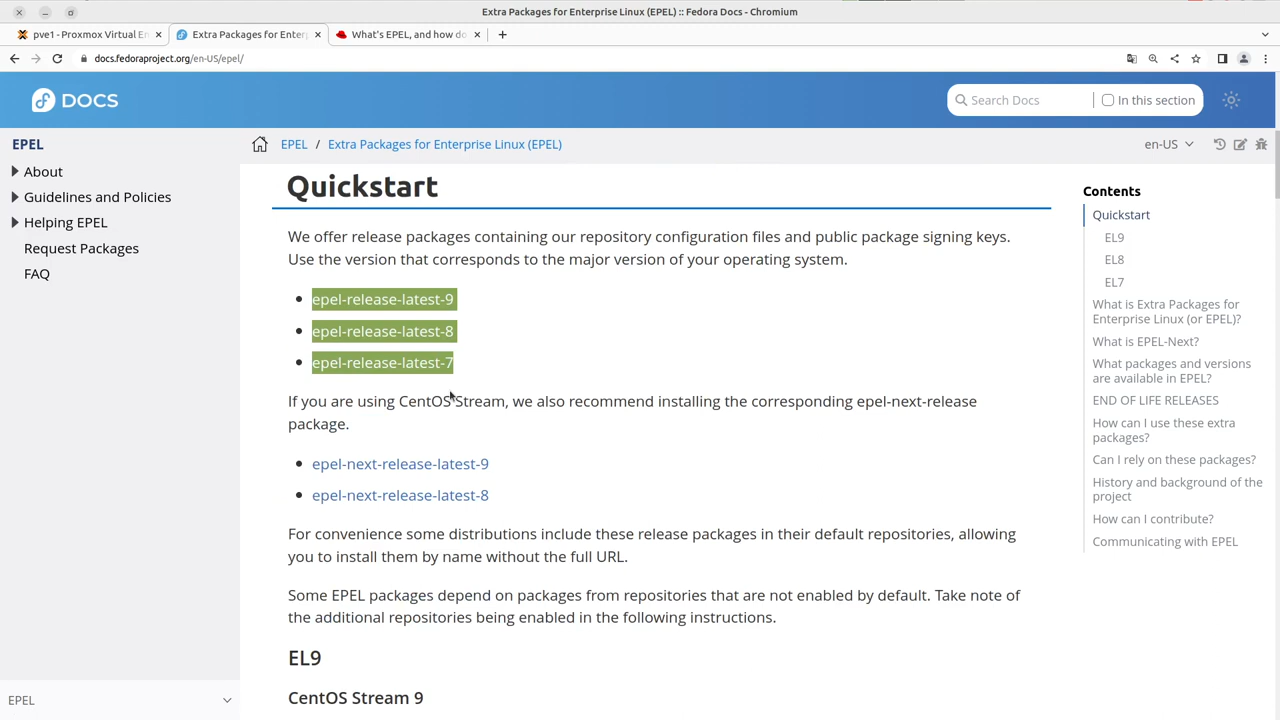 Extra Packages for Enterprise Linux (EPEL) :: Fedora Docs - Chromium
pve1 - Proxmox Virtual En
Extra Packages for Enterp
What's EPEL, and how do
docs.fedoraproject.org/en-US/epel/
DOCS
Search Docs
In this section
EPEL
About
Guidelines and Policies
Helping EPEL
Request Packages
FAQ
EPEL
EPEL / Extra Packages for Enterprise Linux (EPEL)
en-US
Quickstart
We offer release packages containing our repository configuration files and public package signing keys.
Use the version that corresponds to the major version of your operating system.
epel-release-latest-9
epel-release-latest-8
epel-release-latest-7
If you are using CentOS Stream, we also recommend installing the corresponding epel-next-release
package.
epel-next-release-latest-9
epel-next-release-latest-8
For convenience some distributions include these release packages in their default repositories, allowing
you to install them by name without the full URL.
Some EPEL packages depend on packages from repositories that are not enabled by default. Take note of
the additional repositories being enabled in the following instructions.
EL9
CentOS Stream 9
Contents
Quickstart
EL9
EL8
EL7
What is Extra Packages for
Enterprise Linux (or EPEL)?
What is EPEL-Next?
What packages and versions
are available in EPEL?
END OF LIFE RELEASES
How can I use these extra
packages?
Can I rely on these packages?
History and background of the
project
How can I contribute?
Communicating with EPEL